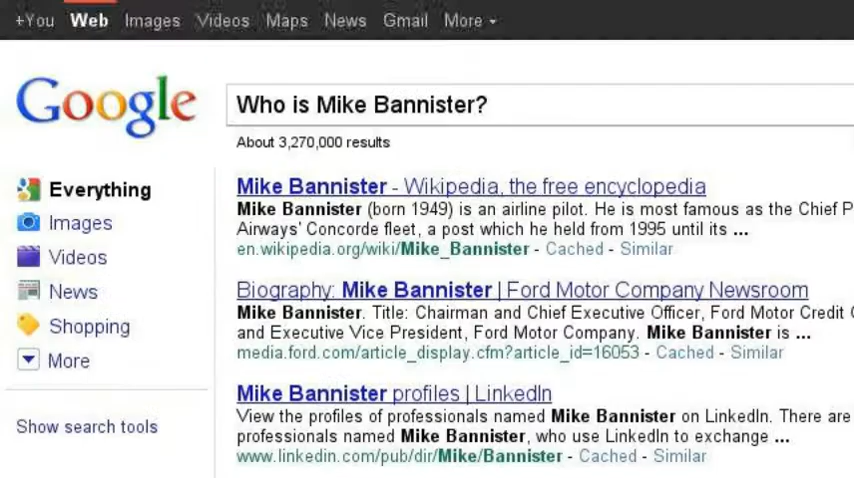 +You Web Images Videos Maps News Gmail More
Google
Who is Mike Bannister?
About 3,270,000 results
Everything
Images
Videos
News
Shopping
More
Show search tools
Mike Bannister - Wikipedia, the free encyclopedia
Mike Bannister (born 1949) is an airline pilot. He is most famous as the Chief P
Airways' Concorde fleet, a post which he held from 1995 until its ...
en.wikipedia.org/wiki/Mike_Bannister - Cached - Similar
Biography: Mike Bannister | Ford Motor Company Newsroom
Mike Bannister. Title: Chairman and Chief Executive Officer, Ford Motor Credit
and Executive Vice President, Ford Motor Company. Mike Bannister is ...
media.ford.com/article_display.cfm?article_id=16053 - Cached - Similar
Mike Bannister profiles | LinkedIn
View the profiles of professionals named Mike Bannister on LinkedIn. There are
professionals named Mike Bannister, who use LinkedIn to exchange ...
www.linkedin.com/pub/dir/Mike/Bannister - Cached - Similar